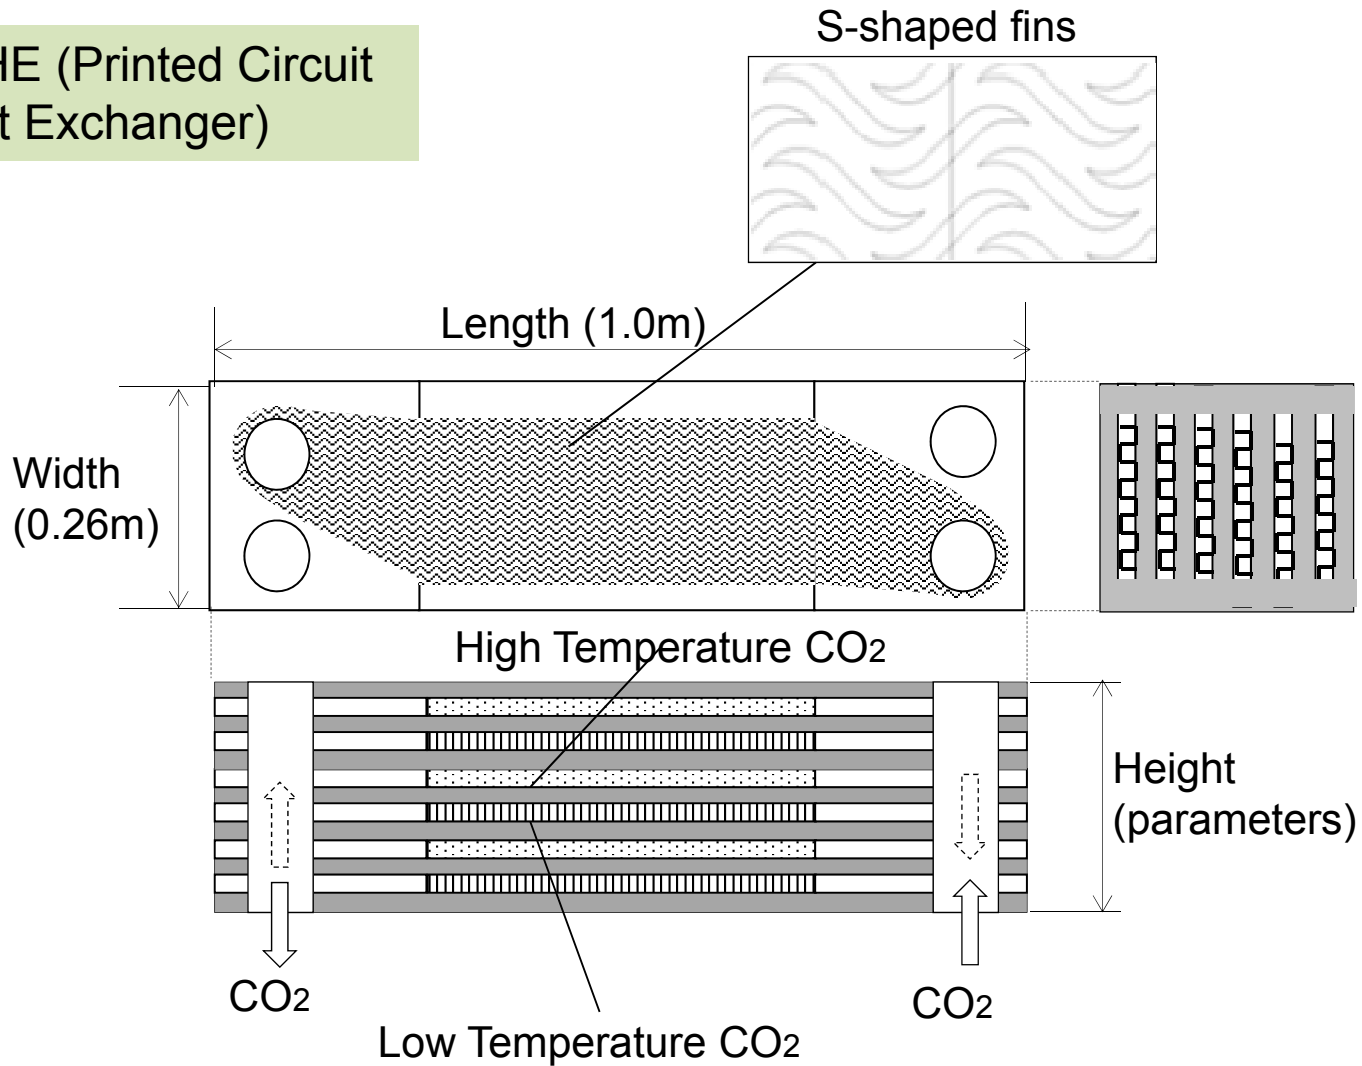 S-shaped fins
HE (Printed Circuit
t Exchanger)
Length (1.0m)
Width
(0.26m)
High Temperature CO2
Height
(parameters)
CO2
CO2
Low Temperature CO2